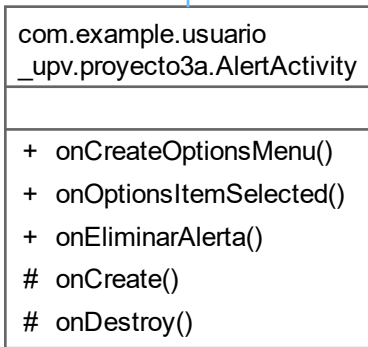 com.example.usuario
_upv.proyecto3a.AlertActivity
+ onCreateOptionsMenu()
+ onOptionsItemSelected()
+ onEliminarAlerta()
# onCreate()
# onDestroy()